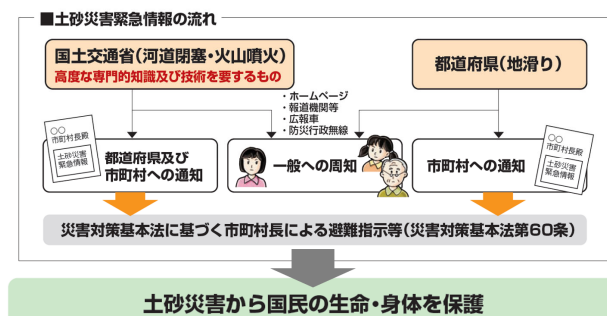 ■土砂災害緊急情報の流れ
国土交通省(河道閉塞・火山噴火)
高度な専門的知識及び技術を要するもの
都道府県(地滑り)
・ホームページ
・報道機関等
・広報車
・防災行政無線
○○
市町村長殿
土砂災害
緊急情報
都道府県及び
市町村への通知
一般への周知
市町村への通知
○○
市町村長殿
土砂災害
緊急情報
災害対策基本法に基づく市町村長による避難指示等(災害対策基本法第60条)
土砂災害から国民の生命・身体を保護